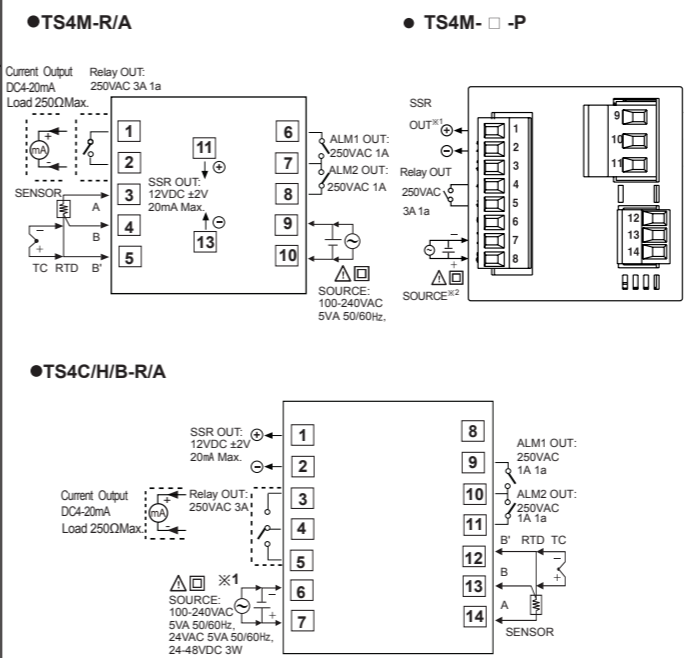 ●TS4M-R/A
Current Output
DC4-20mA
Load 250ΩMax.
Relay OUT:
250VAC 3A 1a
+
mA
-
SENSOR
A
B
B'
-
+
TC RTD
1
2
3
4
5
11
⊕
SSR OUT:
12VDC ±2V
20mA Max.
⊖
13
6
7
8
9
10
ALM1 OUT:
250VAC 1A
ALM2 OUT:
250VAC 1A
SOURCE:
100-240VAC
5VA 50/60Hz,
● TS4M- □ -P
SSR
OUT※1 ⊕
⊖
Relay OUT
250VAC
3A 1a
-
+
SOURCE※2
1
2
3
4
5
6
7
8
9
10
11
12
13
14
●TS4C/H/B-R/A
SSR OUT:
12VDC ±2V
20mA Max.
⊕
⊖
Current Output
DC4-20mA
Load 250ΩMax.
+
mA
-
Relay OUT:
250VAC 3A
※1
SOURCE:
100-240VAC
5VA 50/60Hz,
24VAC 5VA 50/60Hz,
24-48VDC 3W
-
+
1
2
3
4
5
6
7
8
9
10
11
12
13
14
ALM1 OUT:
250VAC
1A 1a
ALM2 OUT:
250VAC
1A 1a
B' RTD TC
B
A
-
+
SENSOR